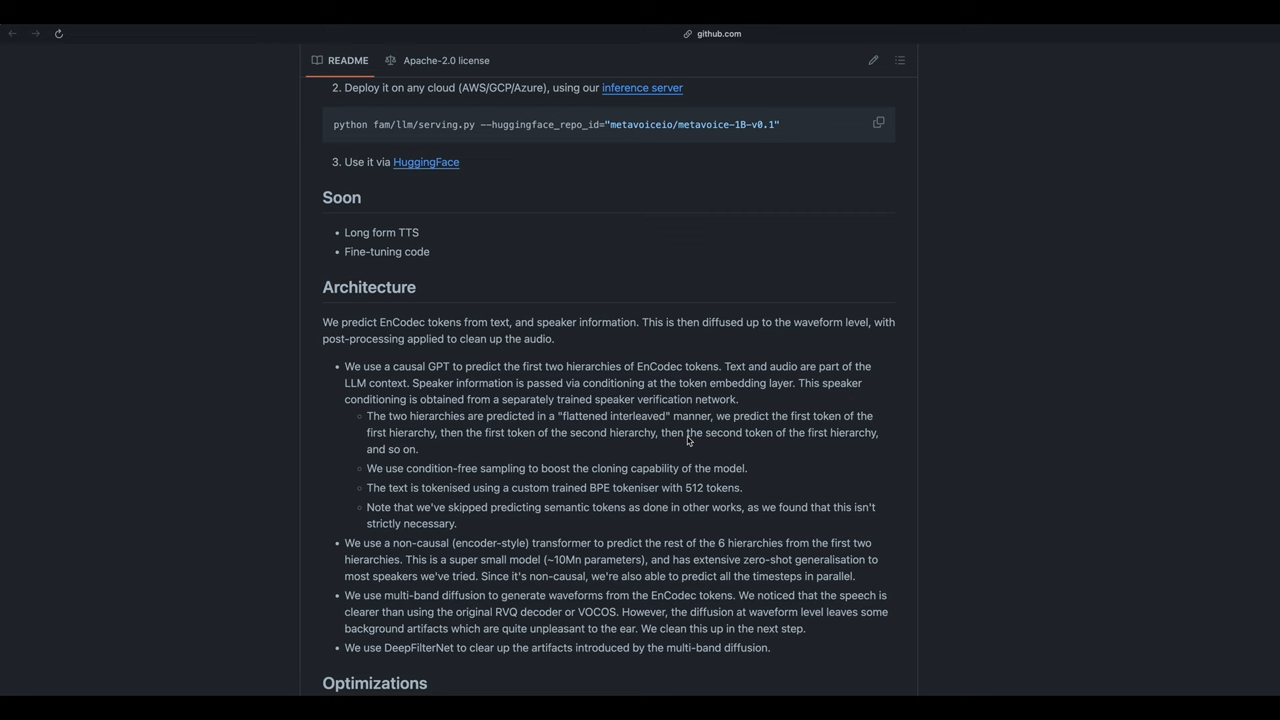 github.com
README
Apache-2.0 license
2. Deploy it on any cloud (AWS/GCP/Azure), using our inference server
python fam/llm/serving.py --huggingface_repo_id="metavoiceio/metavoice-1B-v0.1"
3. Use it via HuggingFace
Soon
• Long form TTS
• Fine-tuning code
Architecture
We predict EnCodec tokens from text, and speaker information. This is then diffused up to the waveform level, with
post-processing applied to clean up the audio.
• We use a causal GPT to predict the first two hierarchies of EnCodec tokens. Text and audio are part of the
LLM context. Speaker information is passed via conditioning at the token embedding layer. This speaker
conditioning is obtained from a separately trained speaker verification network.
◦ The two hierarchies are predicted in a "flattened interleaved" manner, we predict the first token of the
first hierarchy, then the first token of the second hierarchy, then the second token of the first hierarchy,
and so on.
◦ We use condition-free sampling to boost the cloning capability of the model.
◦ The text is tokenised using a custom trained BPE tokeniser with 512 tokens.
◦ Note that we've skipped predicting semantic tokens as done in other works, as we found that this isn't
strictly necessary.
• We use a non-causal (encoder-style) transformer to predict the rest of the 6 hierarchies from the first two
hierarchies. This is a super small model (~10Mn parameters), and has extensive zero-shot generalisation to
most speakers we've tried. Since it's non-causal, we're also able to predict all the timesteps in parallel.
• We use multi-band diffusion to generate waveforms from the EnCodec tokens. We noticed that the speech is
clearer than using the original RVQ decoder or VOCOS. However, the diffusion at waveform level leaves some
background artifacts which are quite unpleasant to the ear. We clean this up in the next step.
• We use DeepFilterNet to clear up the artifacts introduced by the multi-band diffusion.
Optimizations